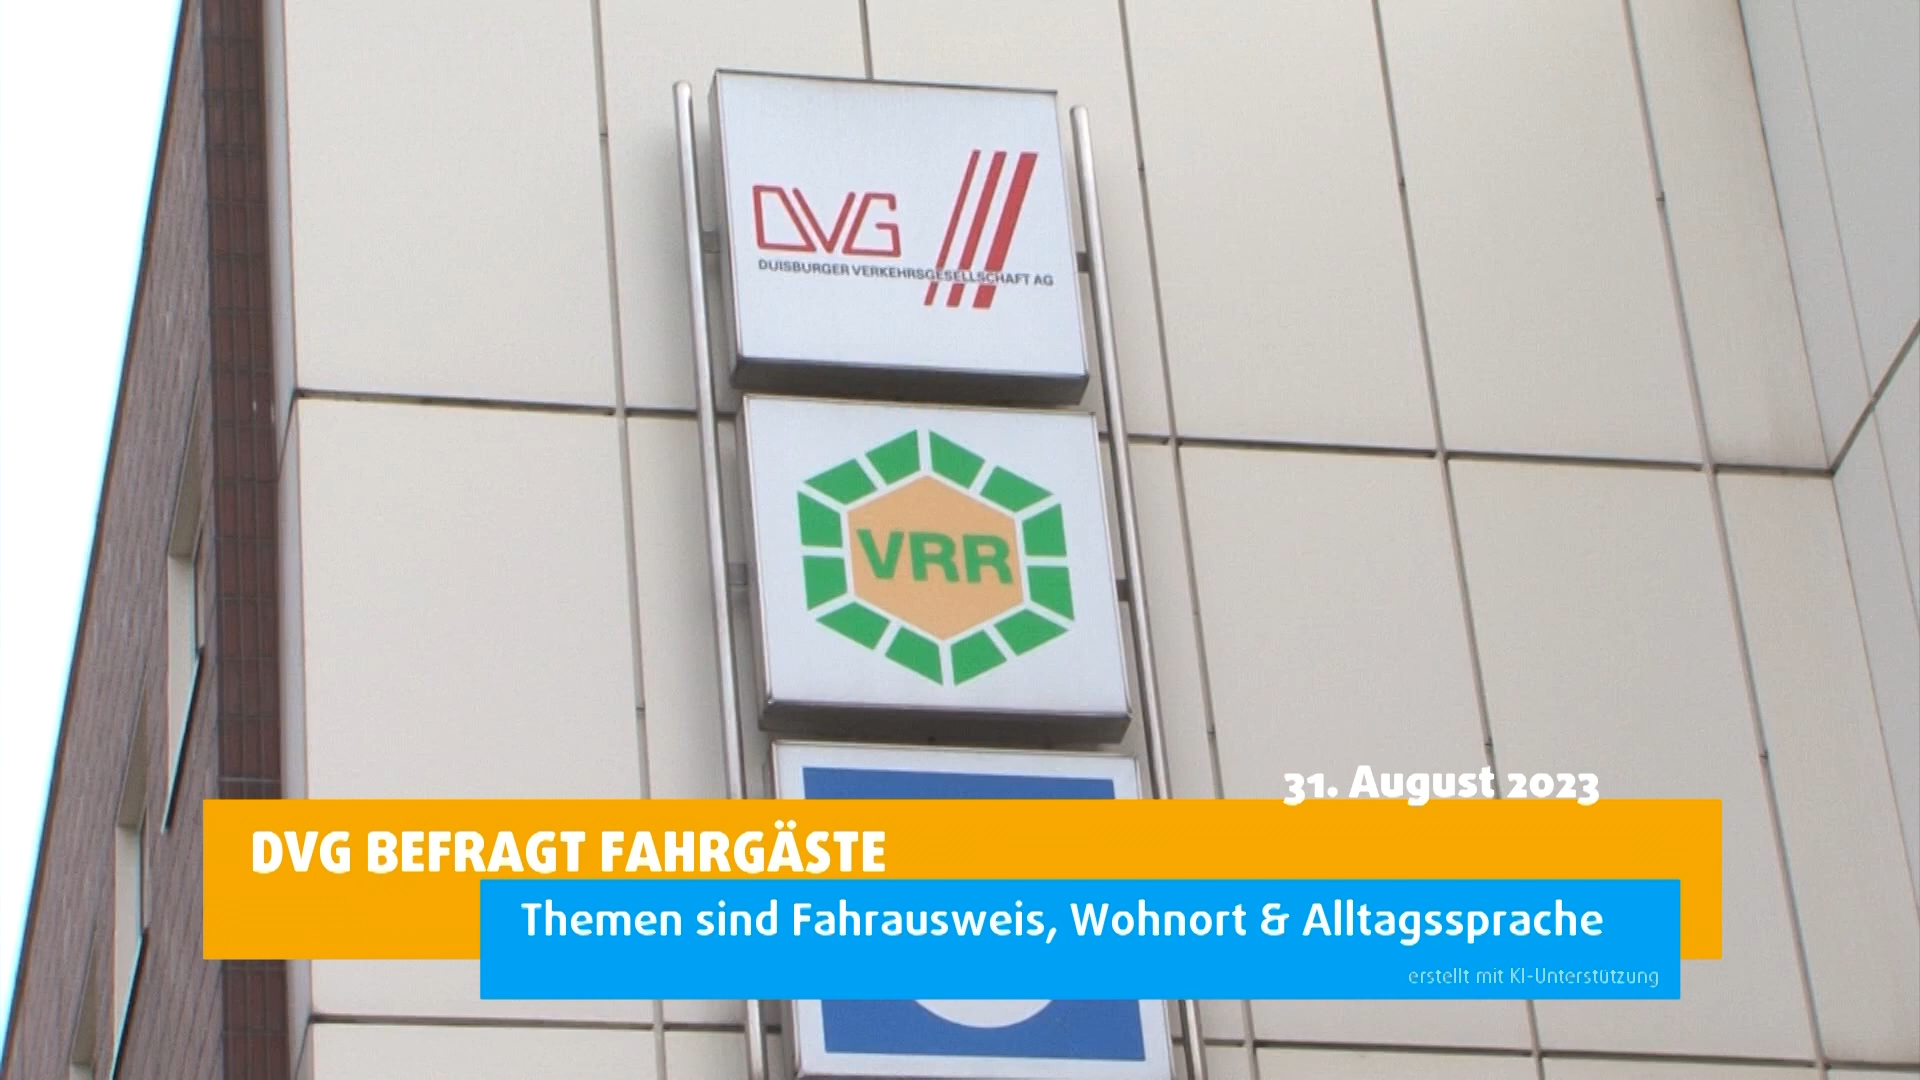 DVG
DUISBURGER VERKEHRSGESELLSCHAFT AG
VRR
31. August 2023
DVG BEFRAGT FAHRGÄSTE
Themen sind Fahrausweis, Wohnort & Alltagssprache
erstellt mit KI-Unterstützung